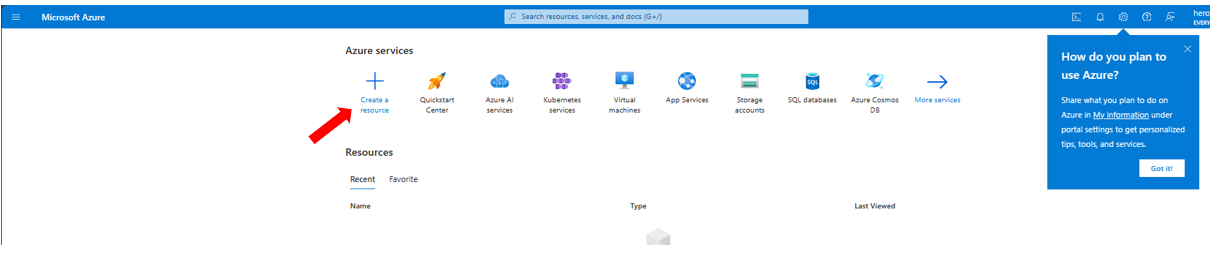 Microsoft Azure
Search resources, services, and docs (G+/)
hero
EVERY
Azure services
Create a
resource
Quickstart
Center
Azure AI
services
Kubernetes
services
Virtual
machines
App Services
Storage
accounts
SQL
SQL databases
Azure Cosmos
DB
More services
How do you plan to
use Azure?
Share what you plan to do on
Azure in My information under
portal settings to get personalized
tips, tools, and services.
Got it!
Resources
Recent Favorite
Name Type Last Viewed